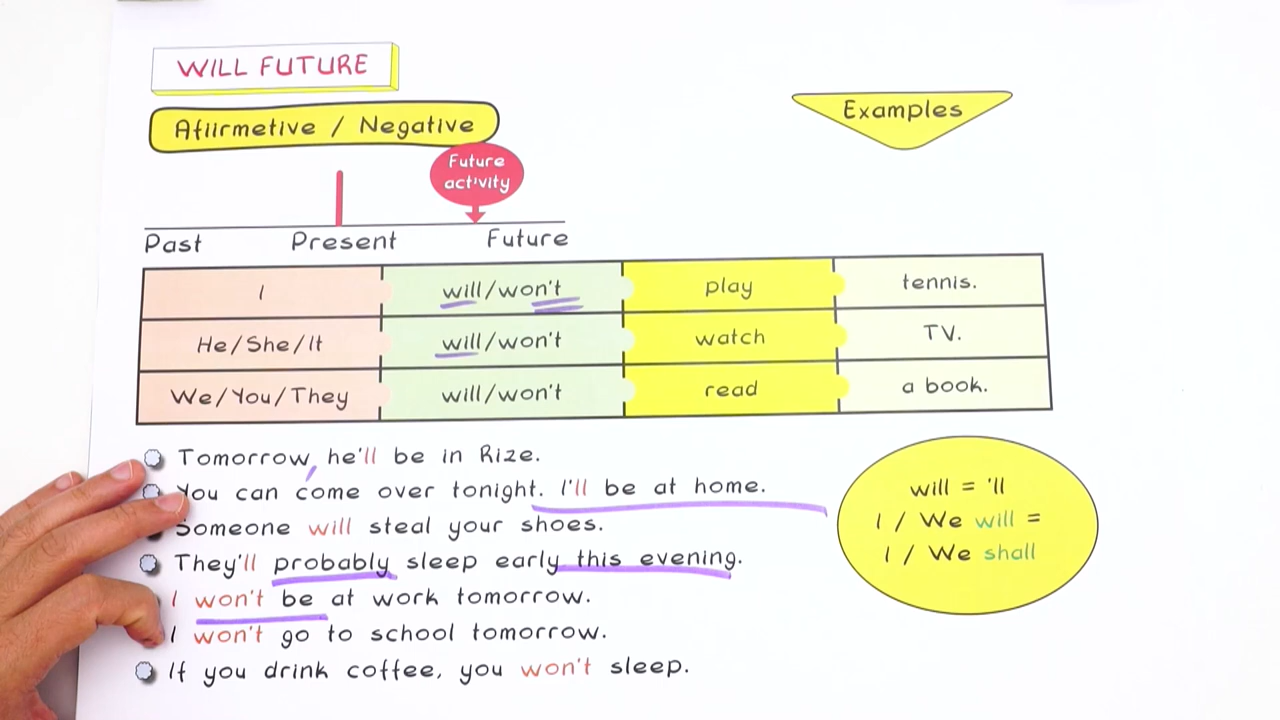 WILL FUTURE
Afiirmetive / Negative
Examples
Future
activity
Past Present Future
I will/won't play tennis.
He/She/It will/won't watch TV.
We/You/They will/won't read a book.
Tomorrow, he'll be in Rize.
You can come over tonight. I'll be at home.
Someone will steal your shoes.
They'll probably sleep early this evening.
I won't be at work tomorrow.
I won't go to school tomorrow.
If you drink coffee, you won't sleep.
will = 'll
I / We will =
I / We shall